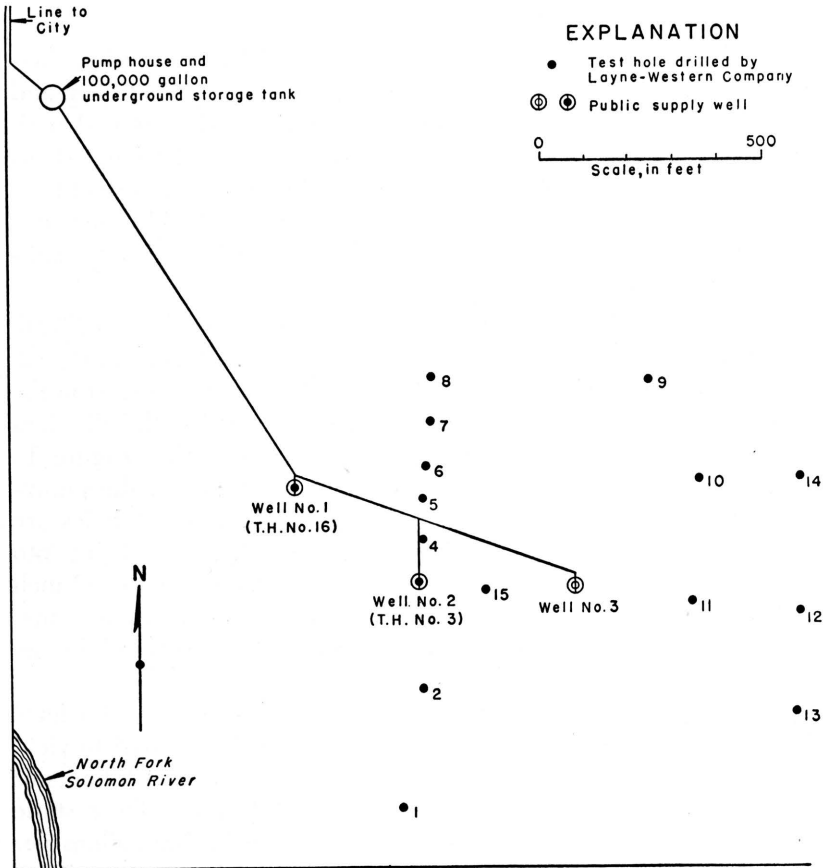 Line to
City
Pump house and
100,000 gallon
underground storage tank
EXPLANATION
Test hole drilled by
Layne-Western Company
Public supply well
0 500
Scale, in feet
8
9
7
6
10
14
5
Well No. 1
(T.H. No. 16)
4
15
Well. No. 2
(T.H. No. 3)
Well No. 3
11
12
N
2
13
North Fork
Solomon River
1